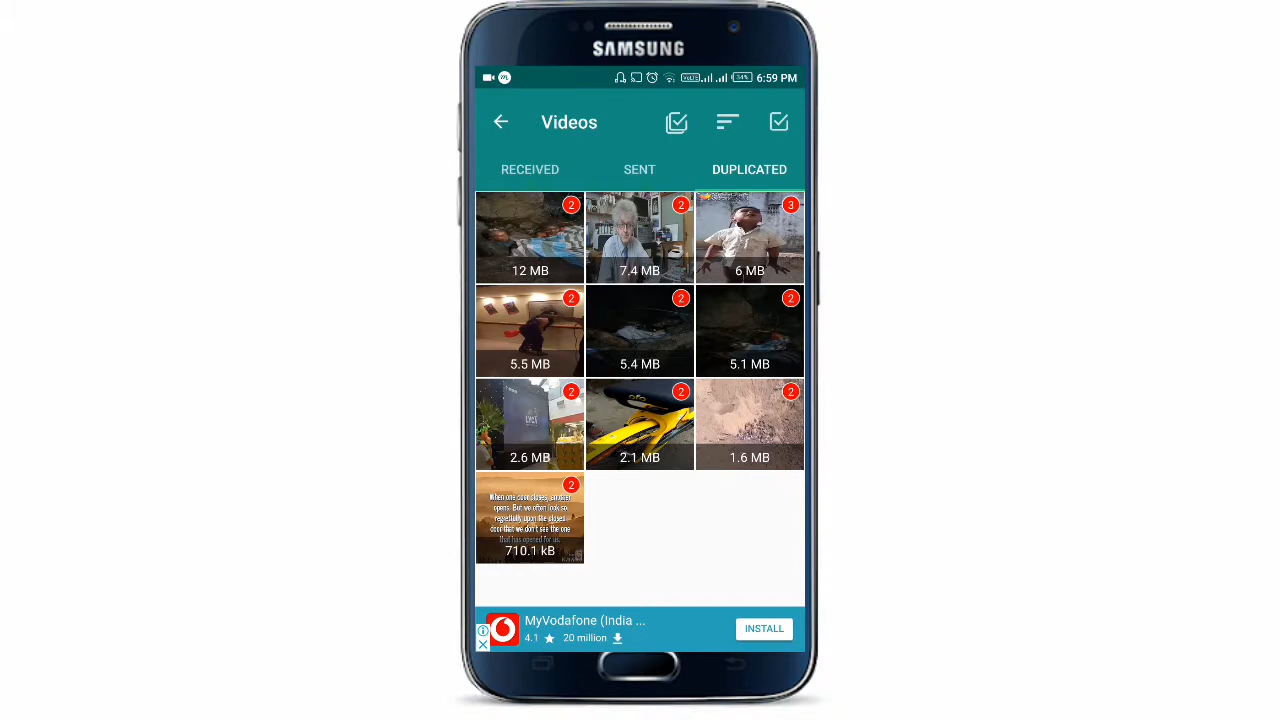 SAMSUNG
VoLTE 34% 6:59 PM
Videos
RECEIVED SENT DUPLICATED
2 2 3
12 MB 7.4 MB 6 MB
2 2 2
5.5 MB 5.4 MB 5.1 MB
2 2 2
ofo
2.6 MB 2.1 MB 1.6 MB
2
When one door closes, another
opens. But we often look so
regretfully upon the closed
door that we don't see the one
that has opened for us.
710.1 kB
MyVodafone (India ...
4.1 20 million
INSTALL